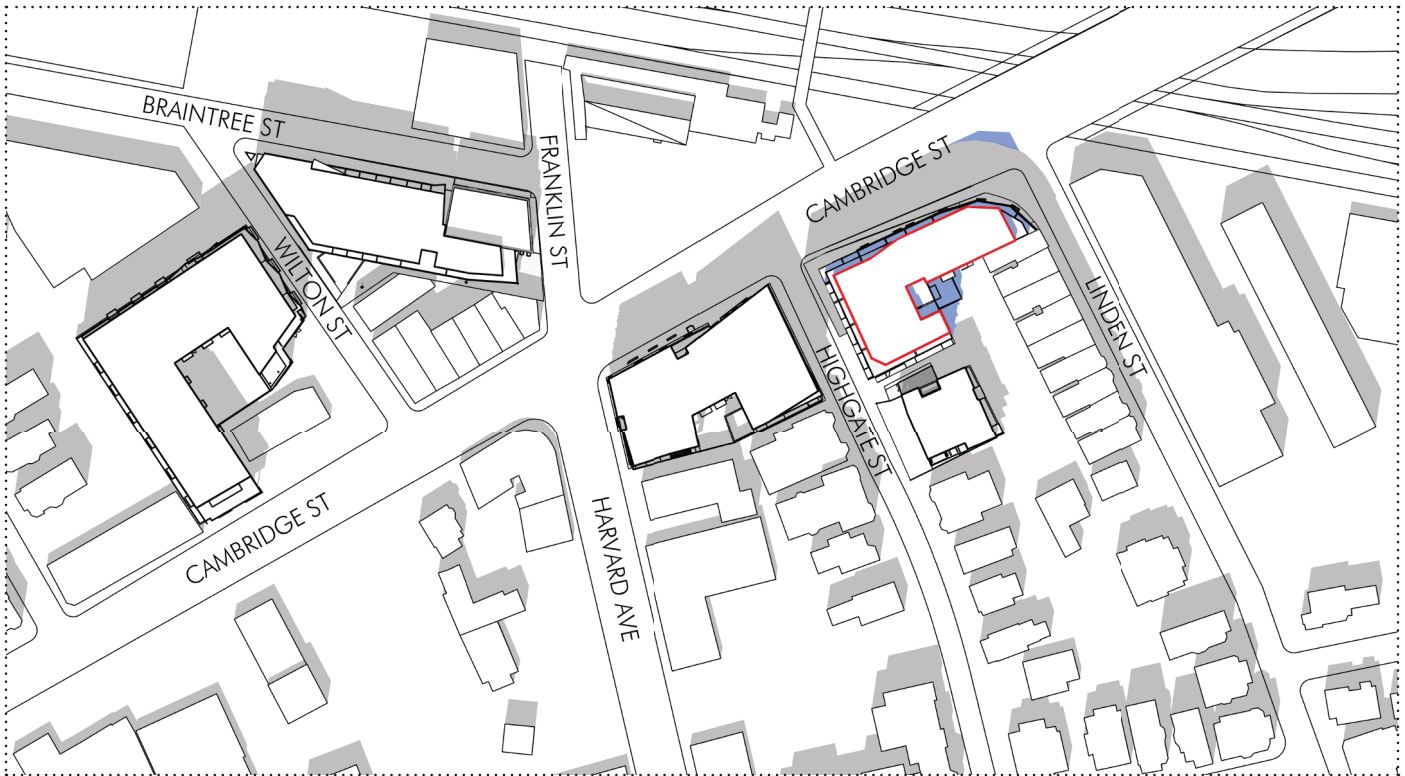 BRAINTREE ST
FRANKLIN ST
CAMBRIDGE ST
WILTON ST
LINDEN ST
HIGHGATE ST
CAMBRIDGE ST
HARVARD AVE